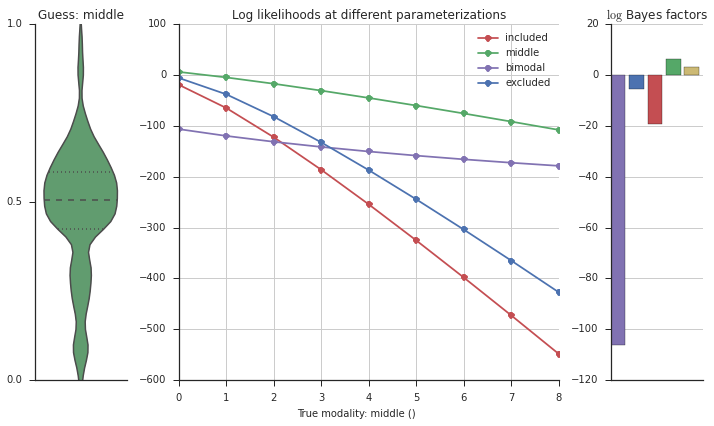 Guess: middle
1.0
0.5
0.0
Log likelihoods at different parameterizations
100
0
−100
−200
−300
−400
−500
−600
0 1 2 3 4 5 6 7 8
True modality: middle ()
included
middle
bimodal
excluded
log Bayes factors
20
0
−20
−40
−60
−80
−100
−120